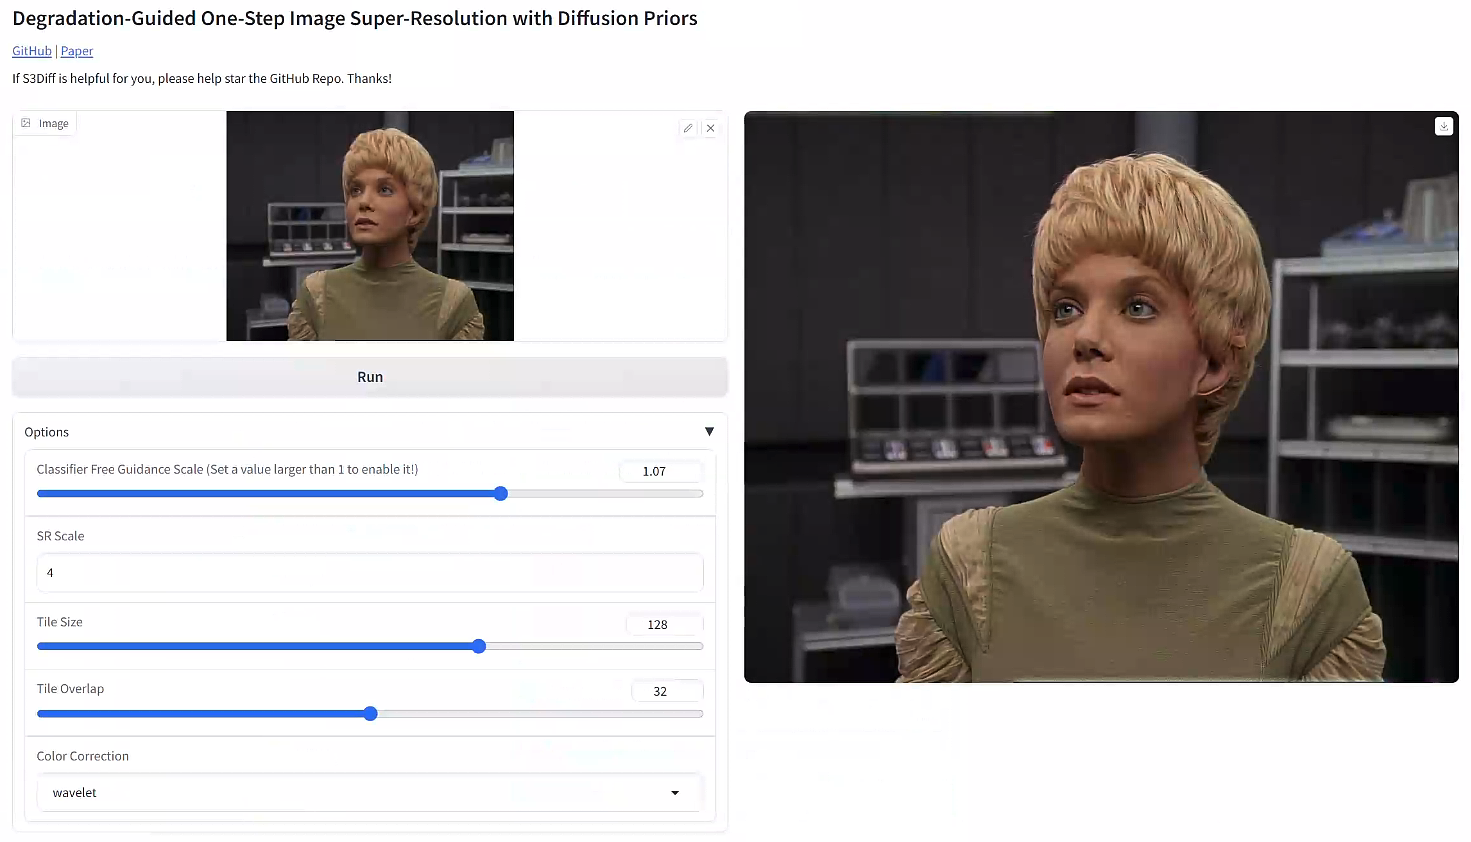 Degradation-Guided One-Step Image Super-Resolution with Diffusion Priors
GitHub | Paper
If S3Diff is helpful for you, please help star the GitHub Repo. Thanks!
Image
Run
Options
Classifier Free Guidance Scale (Set a value larger than 1 to enable it!)
1.07
SR Scale
4
Tile Size
128
Tile Overlap
32
Color Correction
wavelet